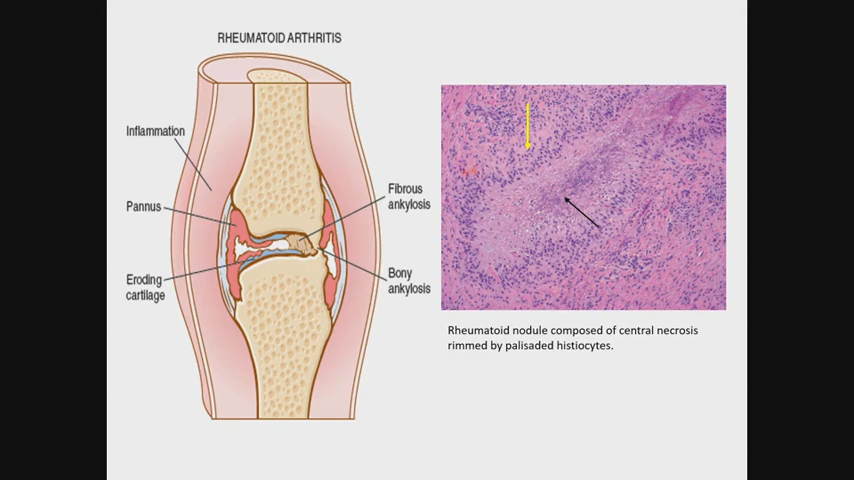 RHEUMATOID ARTHRITIS
Inflammation
Pannus
Eroding
cartilage
Fibrous
ankylosis
Bony
ankylosis
Rheumatoid nodule composed of central necrosis
rimmed by palisaded histiocytes.